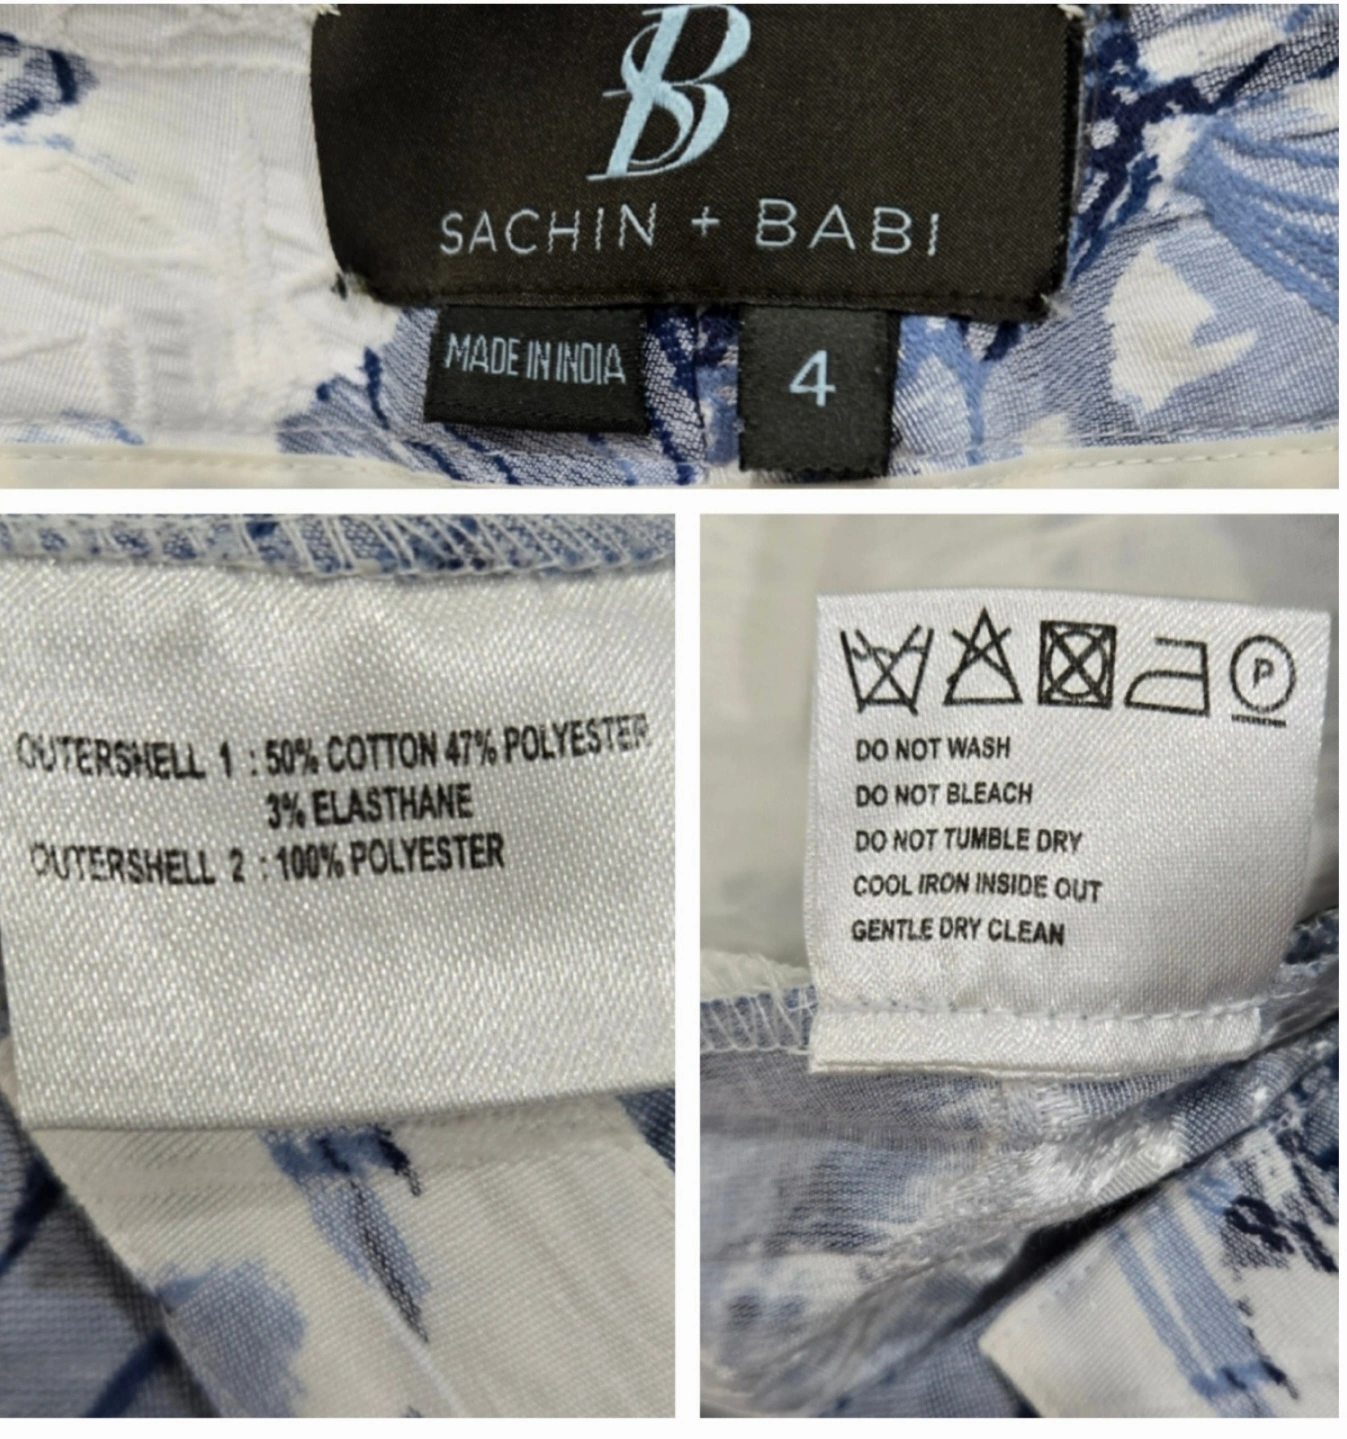 B
SACHIN + BABI
MADE IN INDIA
4
OUTERSHELL 1 : 50% COTTON 47% POLYESTER
3% ELASTHANE
OUTERSHELL 2 : 100% POLYESTER
P
DO NOT WASH
DO NOT BLEACH
DO NOT TUMBLE DRY
COOL IRON INSIDE OUT
GENTLE DRY CLEAN